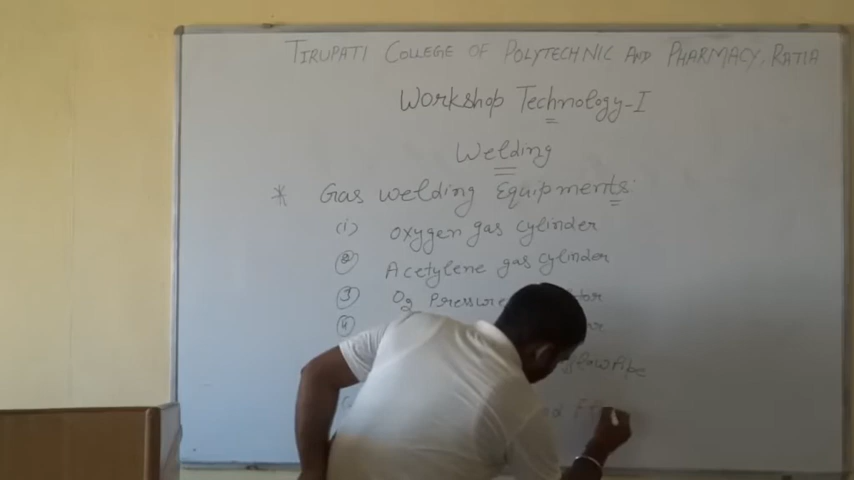 TIRUPATI COLLEGE OF POLYTECHNIC AND PHARMACY, RATIA
Workshop Technology-I
Welding
* Gas welding Equipments:
(i) Oxygen gas cylinder
(2) Acetylene gas cylinder
(3) O2 Pressure
(4)